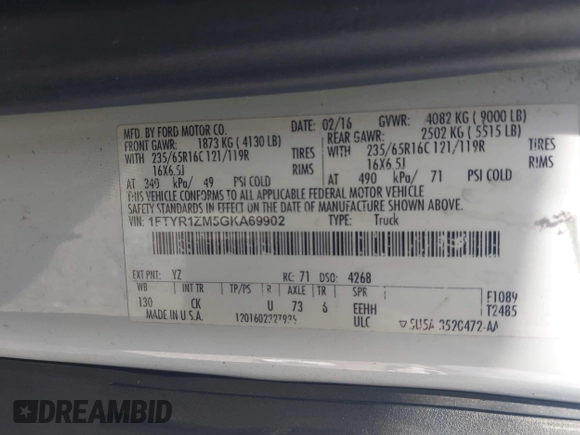 MFD. BY FORD MOTOR CO. DATE: 02/16 GVWR: 4082 KG ( 9000 LB)
FRONT GAWR: 1873 KG ( 4130 LB) REAR GAWR: 2502 KG ( 5515 LB)
WITH 235/65R16C 121/119R TIRES WITH 235/65R16C 121/119R TIRES
16X6.5J RIMS 16X6.5J RIMS
AT 340 kPa/ 49 PSI COLD AT 490 kPa/ 71 PSI COLD
THIS VEHICLE CONFORMS TO ALL APPLICABLE FEDERAL MOTOR VEHICLE
SAFETY STANDARDS IN EFFECT ON THE DATE OF MANUFACTURE SHOWN ABOVE.
VIN: 1FTYR1ZM5GKA69902 TYPE: Truck
EXT PNT: YZ RC: 71 DSO: 4268
WB INT TR TP/PS R AXLE TR SPR F1089
130 CK U 73 6 EEHH T2485
MADE IN U.S.A. ULC
DREAMBID